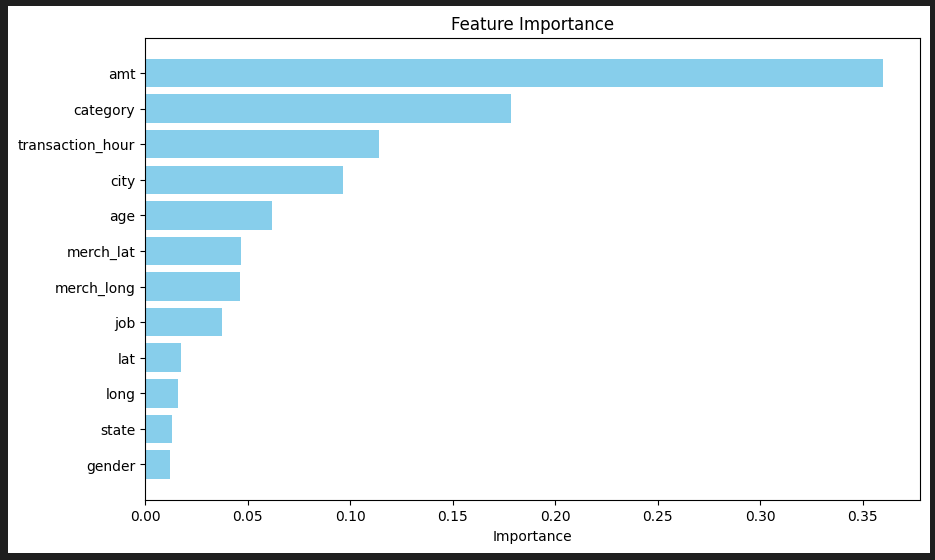 Feature Importance
amt
category
transaction_hour
city
age
merch_lat
merch_long
job
lat
long
state
gender
0.00 0.05 0.10 0.15 0.20 0.25 0.30 0.35
Importance